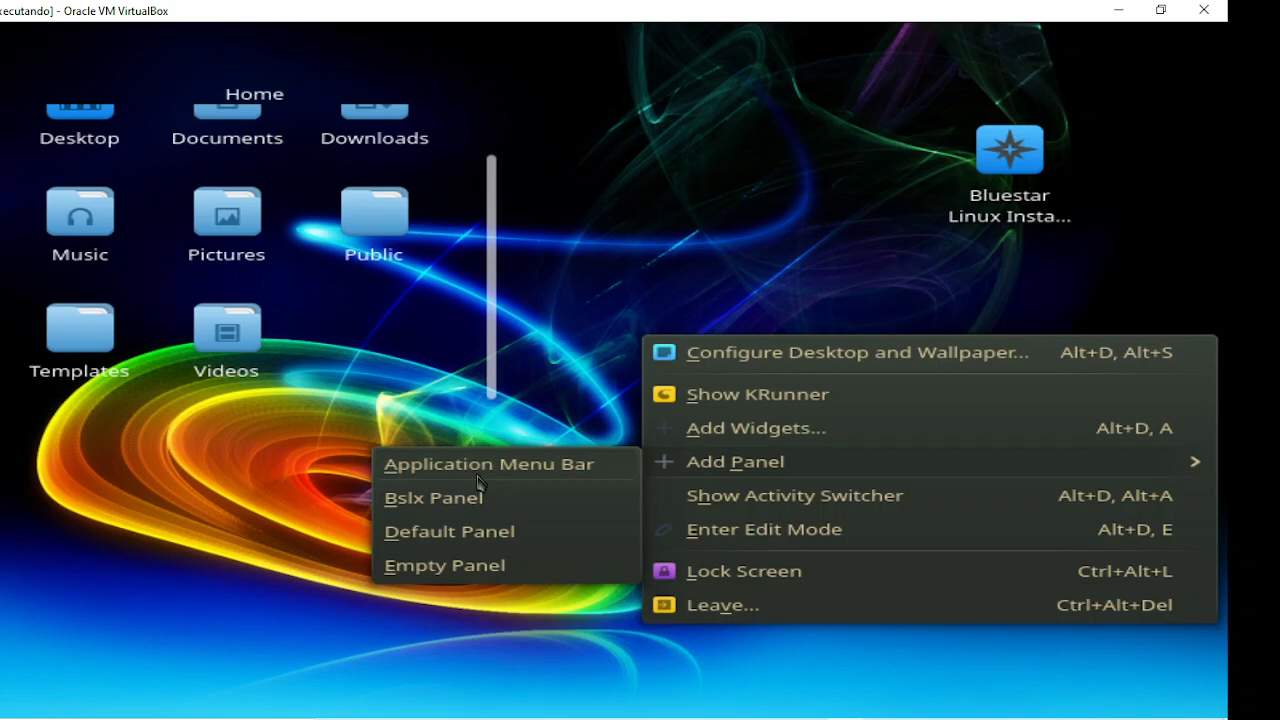 xecutando] - Oracle VM VirtualBox
Home
Desktop
Documents
Downloads
Music
Pictures
Public
Templates
Videos
Bluestar
Linux Insta...
Configure Desktop and Wallpaper... Alt+D, Alt+S
Show KRunner
Add Widgets... Alt+D, A
Add Panel
Show Activity Switcher Alt+D, Alt+A
Enter Edit Mode Alt+D, E
Lock Screen Ctrl+Alt+L
Leave... Ctrl+Alt+Del
Application Menu Bar
Bslx Panel
Default Panel
Empty Panel